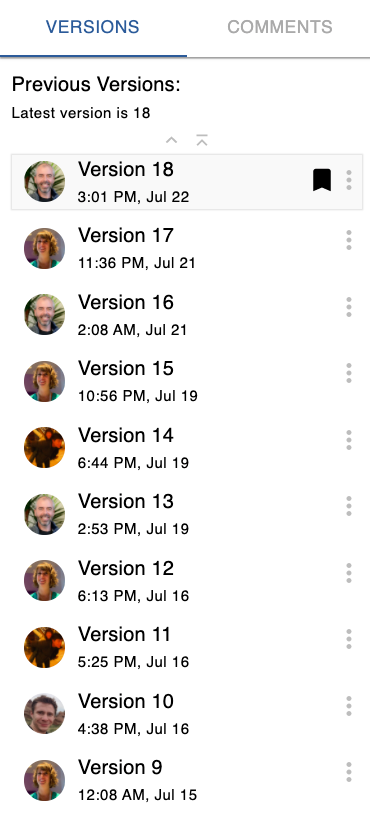 VERSIONS COMMENTS
Previous Versions:
Latest version is 18
Version 18
3:01 PM, Jul 22
Version 17
11:36 PM, Jul 21
Version 16
2:08 AM, Jul 21
Version 15
10:56 PM, Jul 19
Version 14
6:44 PM, Jul 19
Version 13
2:53 PM, Jul 19
Version 12
6:13 PM, Jul 16
Version 11
5:25 PM, Jul 16
Version 10
4:38 PM, Jul 16
Version 9
12:08 AM, Jul 15